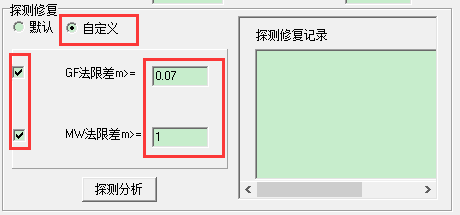 探测修复
默认 自定义
GF法限差m>= 0.07
MW法限差m>= 1
探测分析
探测修复记录